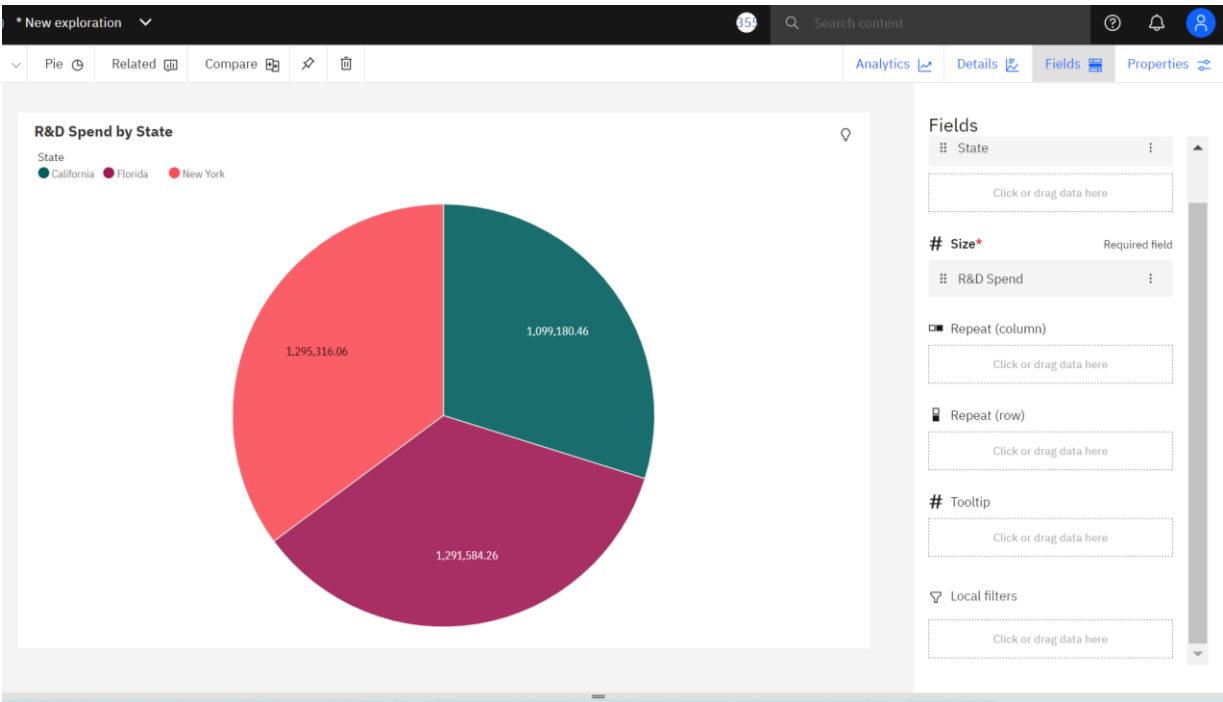 * New exploration
Search content
Pie
Related
Compare
Analytics
Details
Fields
Properties
R&D Spend by State
State
California
Florida
New York
1,099,180.46
1,295,316.06
1,291,584.26
Fields
State
Click or drag data here
# Size*
Required field
R&D Spend
Repeat (column)
Click or drag data here
Repeat (row)
Click or drag data here
# Tooltip
Click or drag data here
Local filters
Click or drag data here